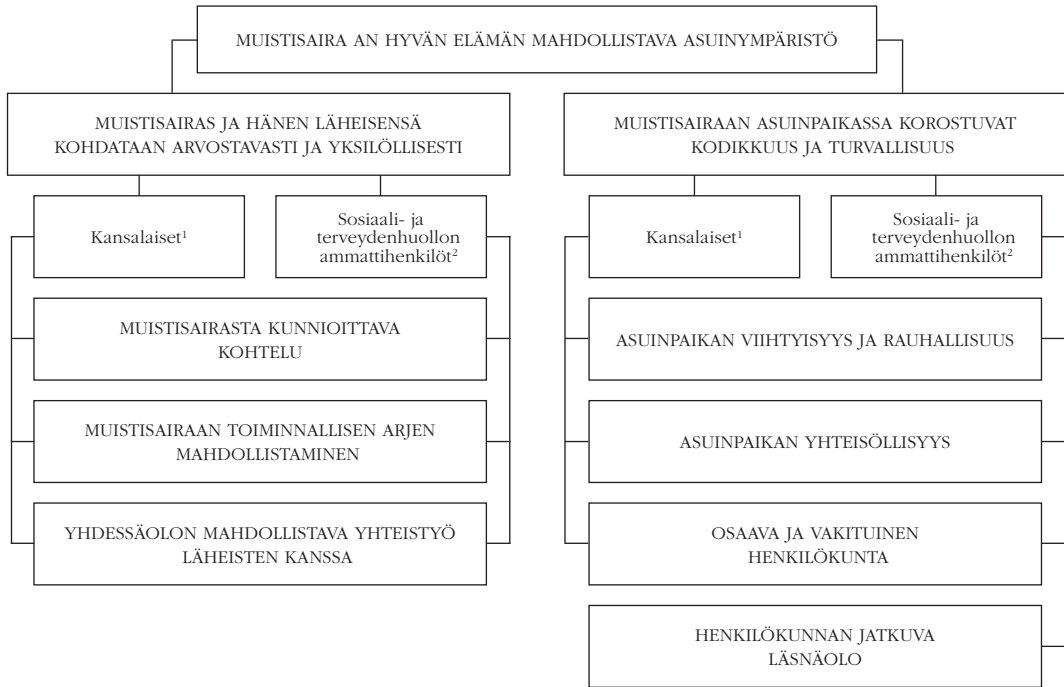 MUISTISAIRA AN HYVÄN ELÄMÄN MAHDOLLISTAVA ASUINYMPÄRISTÖ
MUISTISAIRAS JA HÄNEN LÄHEISENSÄ
KOHDATAAN ARVOSTAVASTI JA YKSILÖLLISESTI
Kansalaiset¹
Sosiaali- ja
terveydenhuollon
ammattihenkilöt²
MUISTISAIRASTA KUNNIOITTAVA
KOHTELU
MUISTISAIRAAN TOIMINNALLISEN ARJEN
MAHDOLLISTAMINEN
YHDESSÄOLON MAHDOLLISTAVA YHTEISTYÖ
LÄHEISTEN KANSSA
MUISTISAIRAAN ASUINPAIKASSA KOROSTUVAT
KODIKKUUS JA TURVALLISUUS
Kansalaiset¹
Sosiaali- ja
terveydenhuollon
ammattihenkilöt²
ASUINPAIKAN VIIHTYISYYS JA RAUHALLISUUS
ASUINPAIKAN YHTEISÖLLISYYS
OSAAVA JA VAKITUINEN
HENKILÖKUNTA
HENKILÖKUNNAN JATKUVA
LÄSNÄOLO